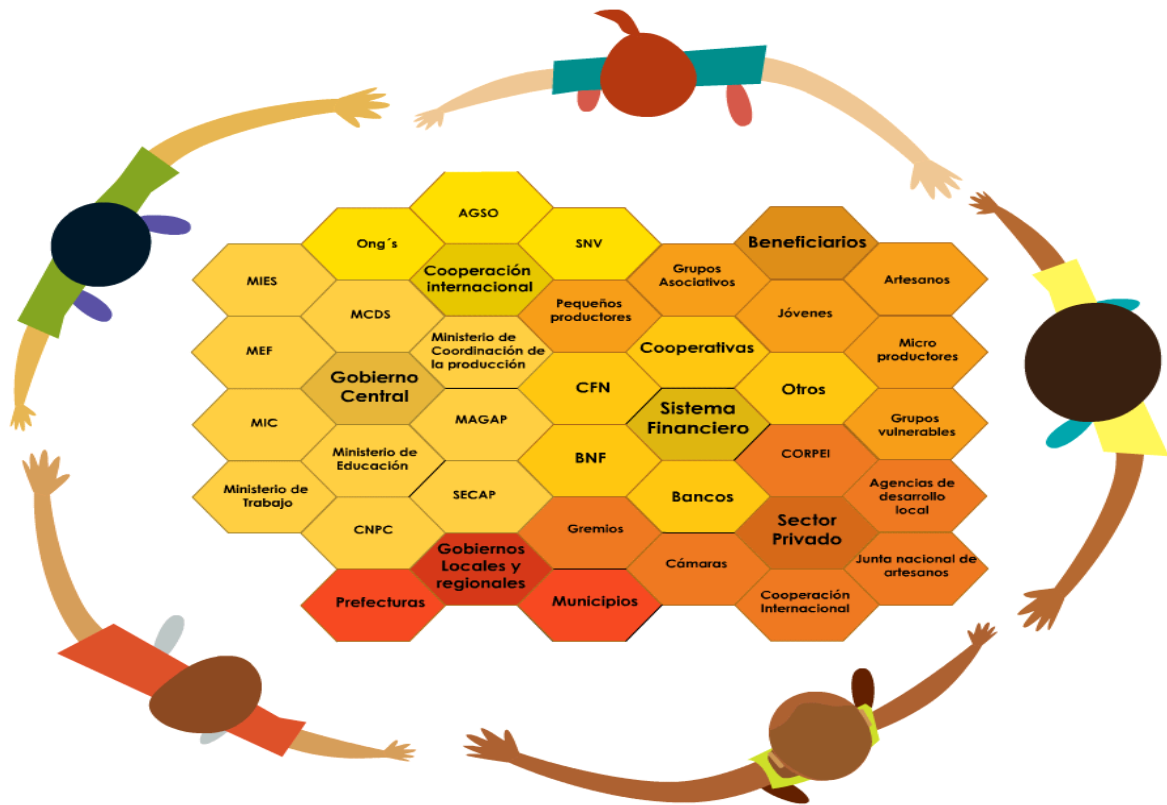 AGSO
Ong´s
SNV
Cooperación
internacional
MIES
MCDS
MEF
Ministerio de
Coordinación de
la producción
Gobierno
Central
MIC
MAGAP
Ministerio de
Educación
Ministerio de
Trabajo
SECAP
CNPC
Gobiernos
Locales y
regionales
Prefecturas
Municipios
Beneficiarios
Grupos
Asociativos
Artesanos
Pequeños
productores
Jóvenes
Micro
productores
Grupos
vulnerables
Cooperativas
CFN
Otros
Sistema
Financiero
BNF
Bancos
CORPEI
Agencias de
desarrollo
local
Gremios
Sector
Privado
Cámaras
Junta nacional de
artesanos
Cooperación
Internacional